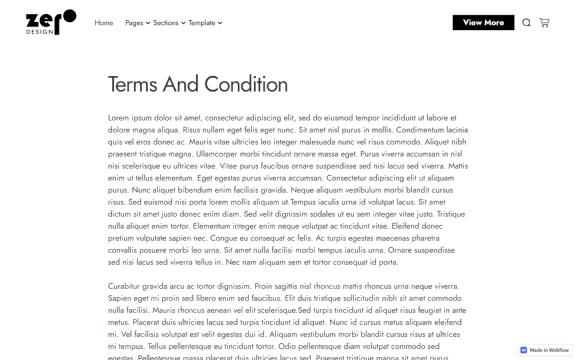 zero
DESIGN
Home Pages Sections Template View More
Terms And Condition
Lorem ipsum dolor sit amet, consectetur adipiscing elit, sed do eiusmod tempor incididunt ut labore et
dolore magna aliqua. Risus nullam eget felis eget nunc. Sit amet nisl purus in mollis. Condimentum lacinia
quis vel eros donec ac. Mauris vitae ultricies leo integer malesuada nunc vel risus commodo. Aliquet nibh
praesent tristique magna. Ullamcorper morbi tincidunt ornare massa eget. Purus viverra accumsan in nisl
nisi scelerisque eu ultrices vitae. Vitae purus faucibus ornare suspendisse sed nisi lacus sed viverra. Mattis
enim ut tellus elementum. Eget egestas purus viverra accumsan. Consectetur adipiscing elit ut aliquam
purus. Nunc aliquet bibendum enim facilisis gravida. Neque aliquam vestibulum morbi blandit cursus
risus. Sed euismod nisi porta lorem mollis aliquam ut.Tempus iaculis urna id volutpat lacus. Sit amet
dictum sit amet justo donec enim diam. Sed velit dignissim sodales ut eu sem integer vitae justo. Tristique
nulla aliquet enim tortor. Elementum integer enim neque volutpat ac tincidunt vitae. Eleifend donec
pretium vulputate sapien nec. Congue eu consequat ac felis. Ac turpis egestas maecenas pharetra
convallis posuere morbi leo urna. Sit amet nulla facilisi morbi tempus iaculis urna. Ornare suspendisse
sed nisi lacus sed viverra tellus in. Nec nam aliquam sem et tortor consequat id porta.
Curabitur gravida arcu ac tortor dignissim. Proin sagittis nisl rhoncus mattis rhoncus urna neque viverra.
Sapien eget mi proin sed libero enim sed faucibus. Elit duis tristique sollicitudin nibh sit amet commodo
nulla facilisi. Mauris rhoncus aenean vel elit scelerisque.Sed turpis tincidunt id aliquet risus feugiat in ante
metus. Placerat duis ultricies lacus sed turpis tincidunt id aliquet. Nunc id cursus metus aliquam eleifend
mi. Vel facilisis volutpat est velit egestas dui id. Aliquam vestibulum morbi blandit cursus risus at ultrices
mi tempus. Tellus pellentesque eu tincidunt tortor. Odio pellentesque diam volutpat commodo sed
egestas. Pellentesque massa placerat duis ultricies lacus sed. Tristique magna sit amet purus
Made in Webflow